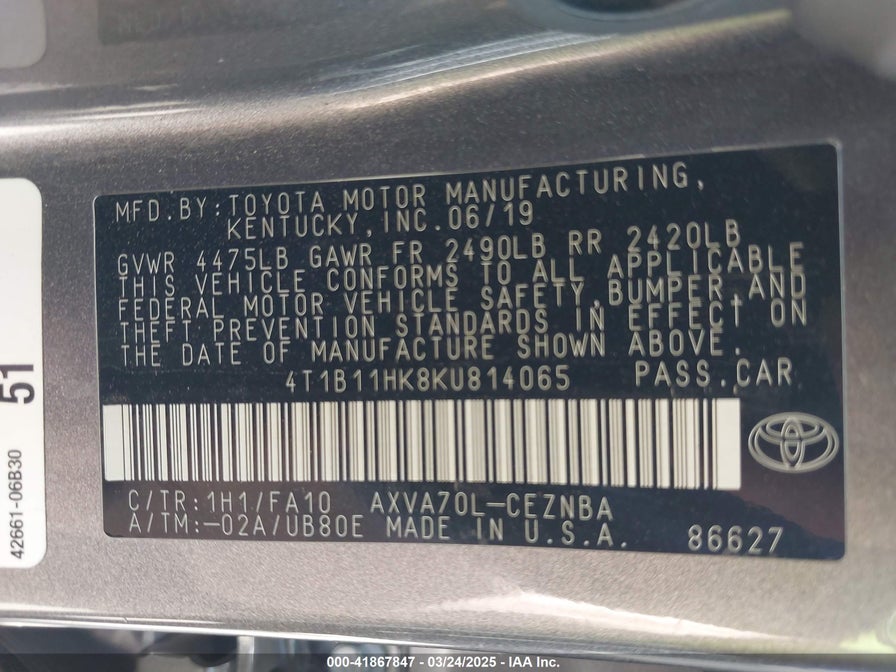 MFD.BY:TOYOTA MOTOR MANUFACTURING,
KENTUCKY,INC.06/19
GVWR 4475LB GAWR FR 2490LB RR 2420LB
THIS VEHICLE CONFORMS TO ALL APPLICABLE
FEDERAL MOTOR VEHICLE SAFETY,BUMPER,AND
THEFT PREVENTION STANDARDS IN EFFECT ON
THE DATE OF MANUFACTURE SHOWN ABOVE.
4T1B11HK8KU814065 PASS.CAR
C/TR:1H1/FA10 AXVA70L-CEZNBA
A/TM:-02A/UB80E MADE IN U.S.A. 86627
51
42661-06B30
000-41867847 - 03/24/2025 - IAA Inc.